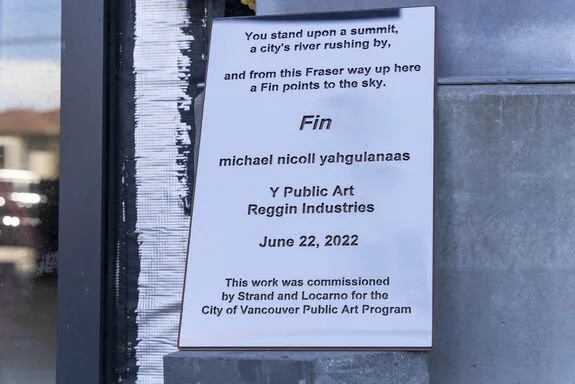 You stand upon a summit,
a city's river rushing by,
and from this Fraser way up here
a Fin points to the sky.
Fin
michael nicoll yahgulanaas
Y Public Art
Reggin Industries
June 22, 2022
This work was commissioned
by Strand and Locarno for the
City of Vancouver Public Art Program